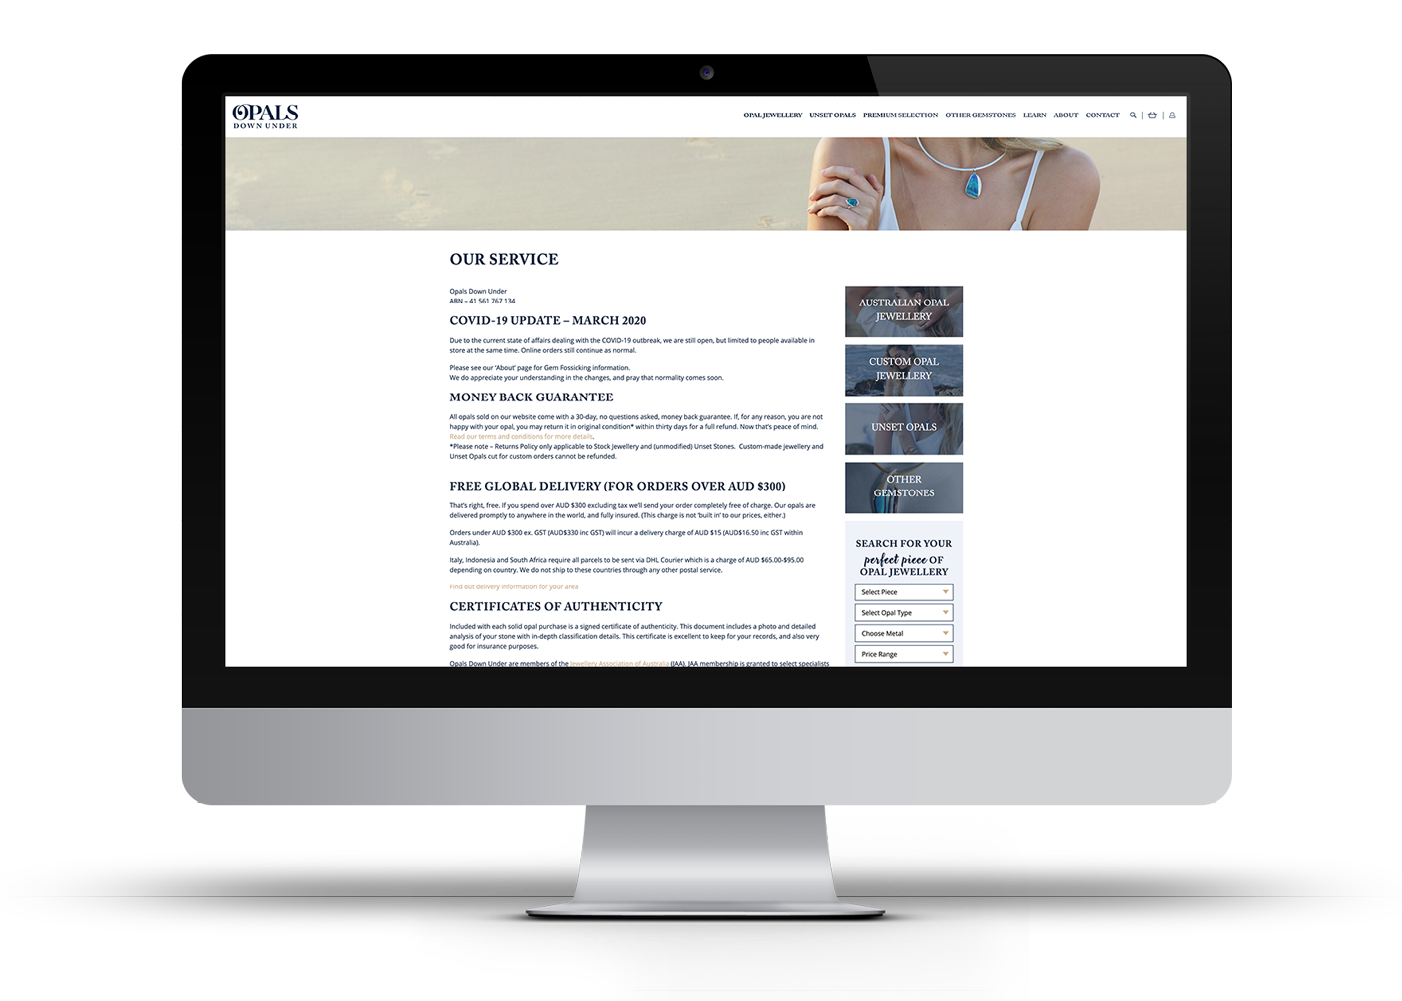 OPALS
DOWN UNDER
OPAL JEWELLERY UNSET OPALS PREMIUM SELECTION OTHER GEMSTONES LEARN ABOUT CONTACT
OUR SERVICE
Opals Down Under
ABN – 41 561 767 134
COVID-19 UPDATE – MARCH 2020
Due to the current state of affairs dealing with the COVID-19 outbreak, we are still open, but limited to people available in
store at the same time. Online orders still continue as normal.
Please see our 'About' page for Gem Fossicking information.
We do appreciate your understanding in the changes, and pray that normality comes soon.
MONEY BACK GUARANTEE
All opals sold on our website come with a 30-day, no questions asked, money back guarantee. If, for any reason, you are not
happy with your opal, you may return it in original condition* within thirty days for a full refund. Now that's peace of mind.
Read our terms and conditions for more details.
*Please note – Returns Policy only applicable to Stock Jewellery and (unmodified) Unset Stones. Custom-made jewellery and
Unset Opals cut for custom orders cannot be refunded.
FREE GLOBAL DELIVERY (FOR ORDERS OVER AUD $300)
That's right, free. If you spend over AUD $300 excluding tax we'll send your order completely free of charge. Our opals are
delivered promptly to anywhere in the world, and fully insured. (This charge is not 'built in' to our prices, either.)
Orders under AUD $300 ex. GST (AUD$330 inc GST) will incur a delivery charge of AUD $15 (AUD$16.50 inc GST within
Australia).
Italy, Indonesia and South Africa require all parcels to be sent via DHL Courier which is a charge of AUD $65.00-$95.00
depending on country. We do not ship to these countries through any other postal service.
Find out delivery information for your area
CERTIFICATES OF AUTHENTICITY
Included with each solid opal purchase is a signed certificate of authenticity. This document includes a photo and detailed
analysis of your stone with in-depth classification details. This certificate is excellent to keep for your records, and also very
good for insurance purposes.
Opals Down Under are members of the Jewellery Association of Australia (JAA). JAA membership is granted to select specialists
AUSTRALIAN OPAL
JEWELLERY
CUSTOM OPAL
JEWELLERY
UNSET OPALS
OTHER
GEMSTONES
SEARCH FOR YOUR
perfect piece OF
OPAL JEWELLERY
Select Piece
Select Opal Type
Choose Metal
Price Range